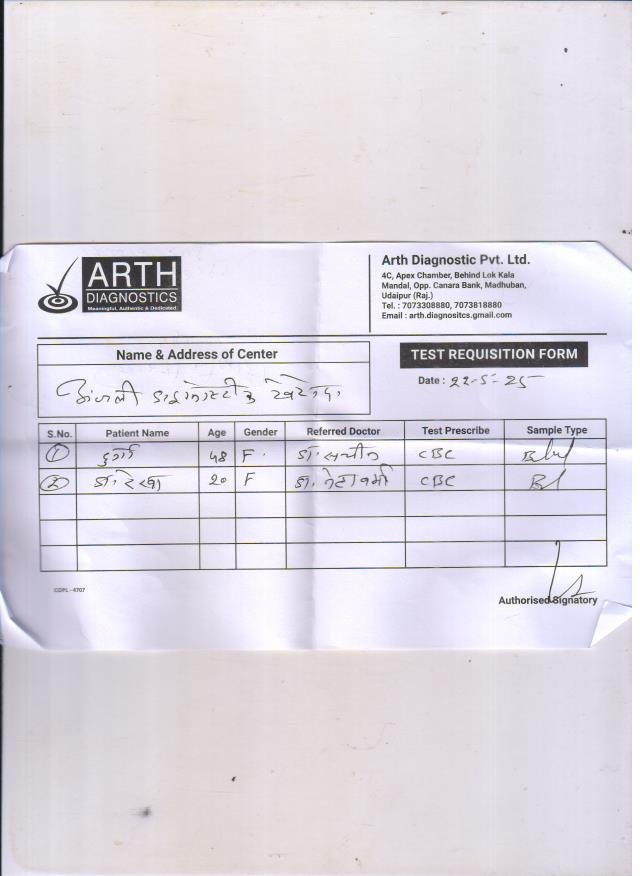 ARTH
DIAGNOSTICS
Meaningful, Authentic & Dedicated
Arth Diagnostic Pvt. Ltd.
4C, Apex Chamber, Behind Lok Kala
Mandal, Opp. Canara Bank, Madhuban,
Udaipur (Raj.)
Tel. : 7073308880, 7073818880
Email : arth.diagnositcs.gmail.com
Name & Address of Center
TEST REQUISITION FORM
Date : 22-5-25
S.No. Patient Name Age Gender Referred Doctor Test Prescribe Sample Type
1 दुर्गा 48 F. डॉ. सचीन CBC
2 डॉ. रेखा 20 F डॉ. नेहा वर्मा CBC Bl
CDPL - 4707
Authorised Signatory